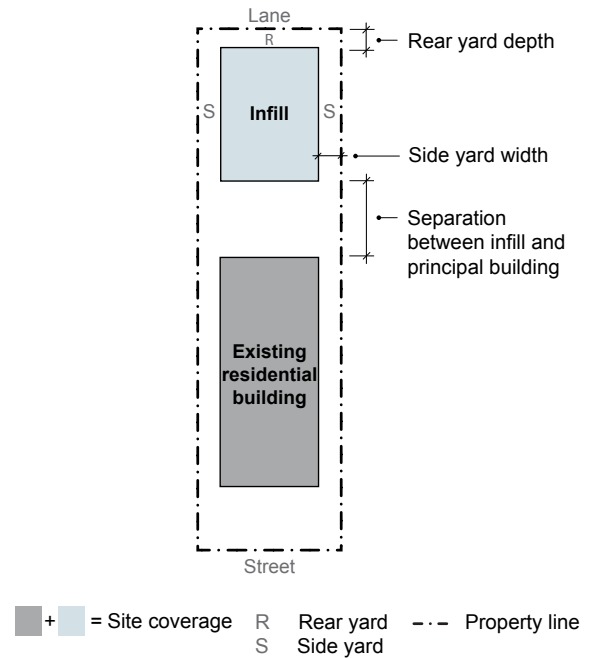 Lane
R
Rear yard depth
S
Infill
S
Side yard width
Separation
between infill and
principal building
Existing
residential
building
Street
+ = Site coverage
R Rear yard
Property line
S Side yard